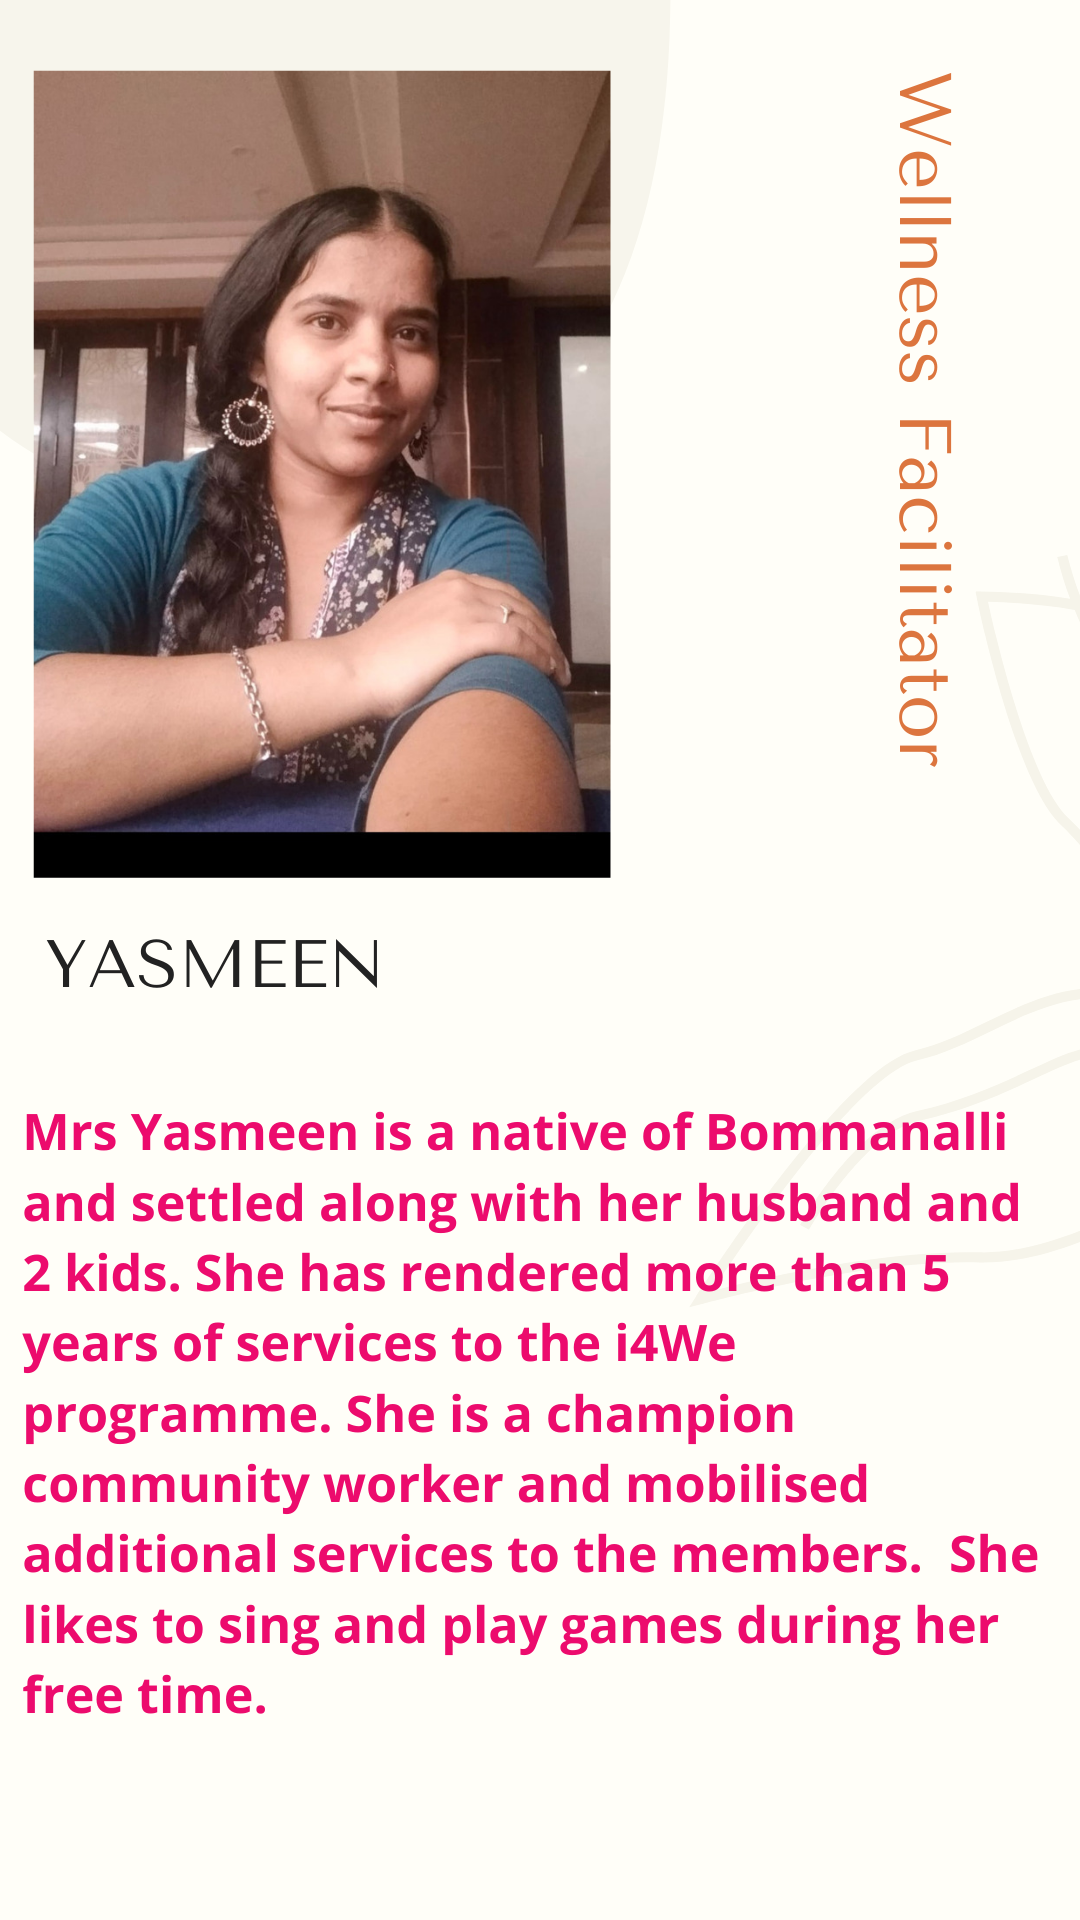 Wellness Facilitator
YASMEEN
Mrs Yasmeen is a native of Bommanalli
and settled along with her husband and
2 kids. She has rendered more than 5
years of services to the i4We
programme. She is a champion
community worker and mobilised
additional services to the members.  She
likes to sing and play games during her
free time.